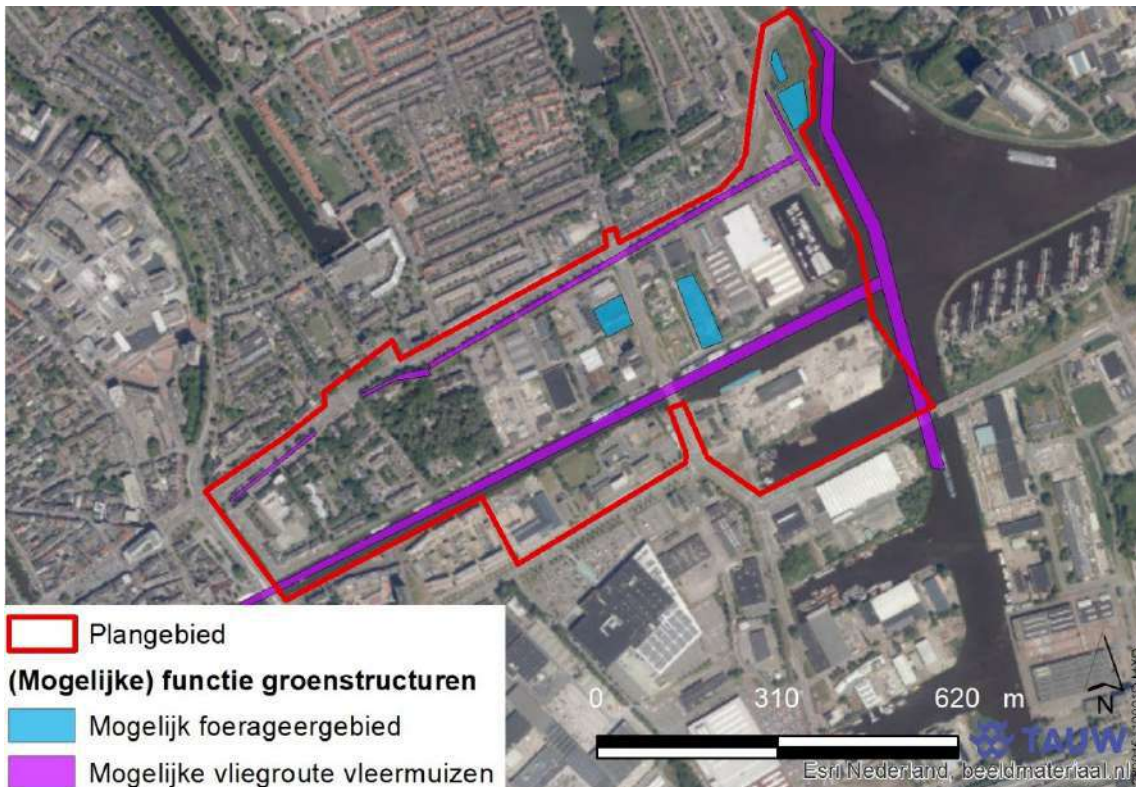 Plangebied
(Mogelijke) functie groenstructuren
Mogelijk foerageergebied
Mogelijke vliegroute vleermuizen
0 310 620 m
N
TAUW
Esri Nederland, beeldmateriaal.nl